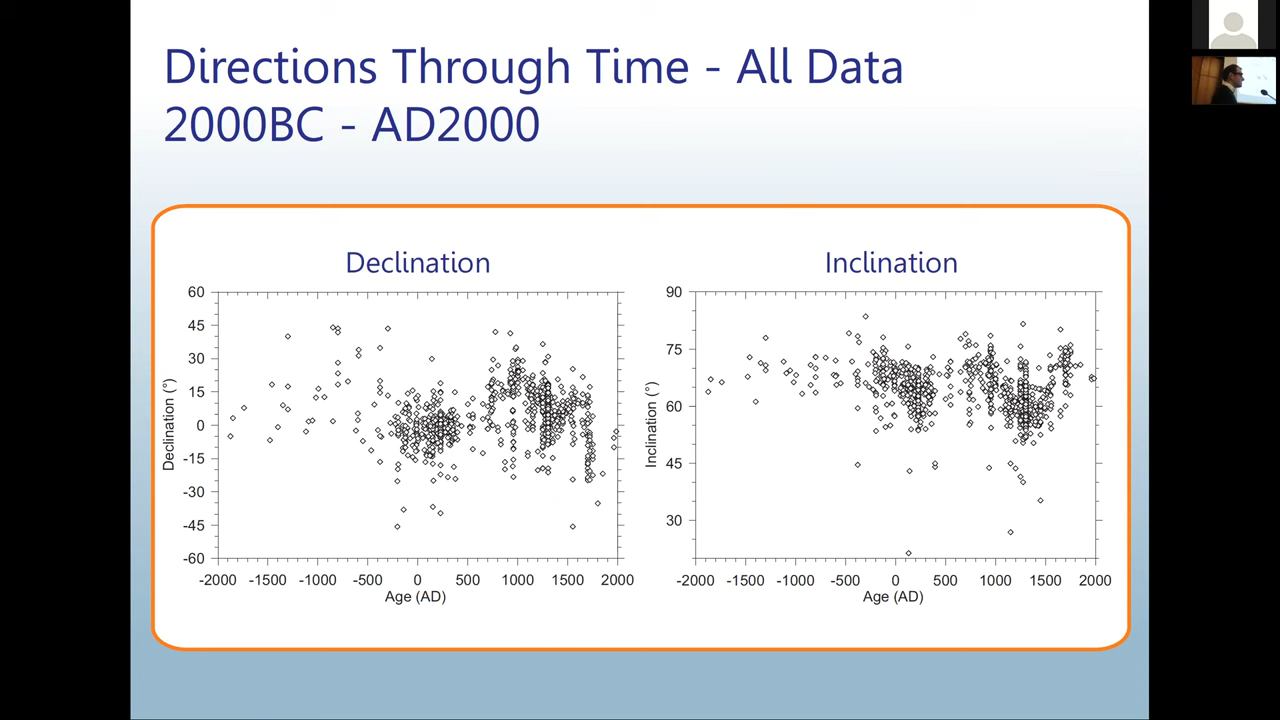 Directions Through Time - All Data
2000BC - AD2000
Declination
60
45
30
15
0
-15
-30
-45
-60
Declination (°)
-2000 -1500 -1000 -500 0 500 1000 1500 2000
Age (AD)
Inclination
90
75
60
45
30
Inclination (°)
-2000 -1500 -1000 -500 0 500 1000 1500 2000
Age (AD)